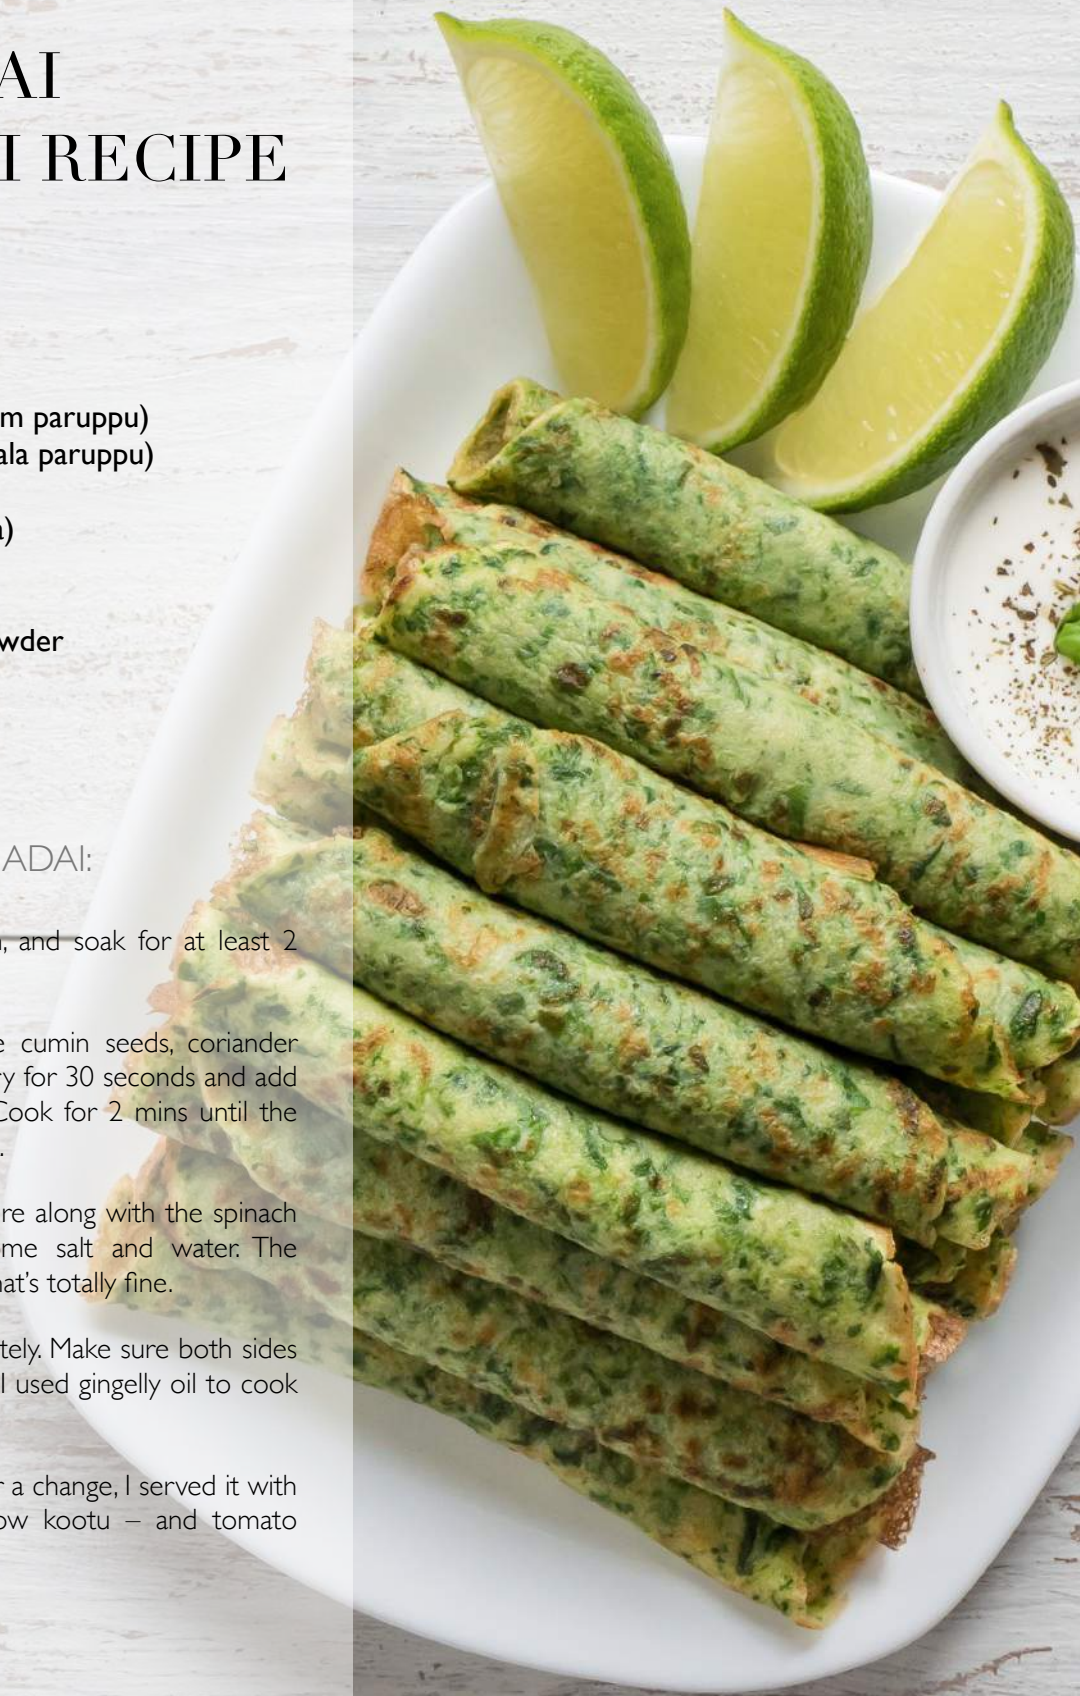 AI
I RECIPE
m paruppu)
ala paruppu)
a)
wder
ADAI:
, and soak for at least 2
e cumin seeds, coriander
ry for 30 seconds and add
Cook for 2 mins until the
.
re along with the spinach
me salt and water. The
hat's totally fine.
tely. Make sure both sides
I used gingelly oil to cook
r a change, I served it with
ow kootu – and tomato